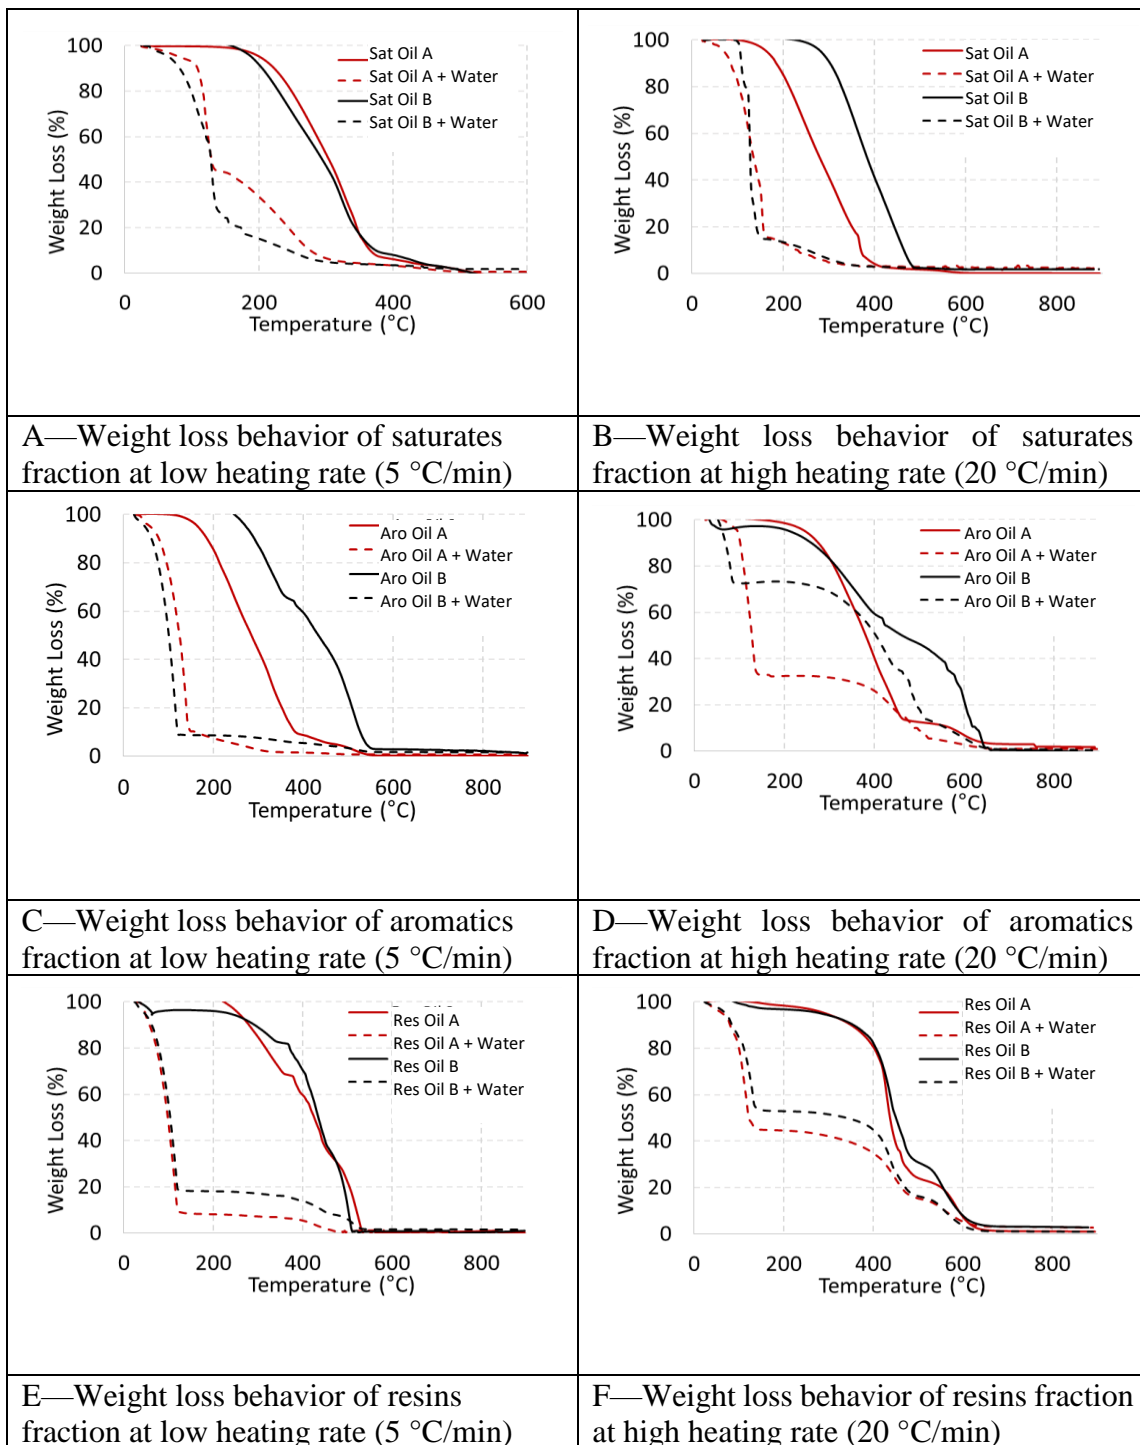 100
80
60
40
20
0
Weight Loss (%)
0 200 400 600
Temperature (°C)
Sat Oil A
Sat Oil A + Water
Sat Oil B
Sat Oil B + Water
100
80
60
40
20
0
Weight Loss (%)
0 200 400 600 800
Temperature (°C)
Sat Oil A
Sat Oil A + Water
Sat Oil B
Sat Oil B + Water
A—Weight loss behavior of saturates
fraction at low heating rate (5 °C/min)
B—Weight loss behavior of saturates
fraction at high heating rate (20 °C/min)
100
80
60
40
20
0
Weight Loss (%)
0 200 400 600 800
Temperature (°C)
Aro Oil A
Aro Oil A + Water
Aro Oil B
Aro Oil B + Water
100
80
60
40
20
0
Weight Loss (%)
0 200 400 600 800
Temperature (°C)
Aro Oil A
Aro Oil A + Water
Aro Oil B
Aro Oil B + Water
C—Weight loss behavior of aromatics
fraction at low heating rate (5 °C/min)
D—Weight loss behavior of aromatics
fraction at high heating rate (20 °C/min)
100
80
60
40
20
0
Weight Loss (%)
0 200 400 600 800
Temperature (°C)
Res Oil A
Res Oil A + Water
Res Oil B
Res Oil B + Water
100
80
60
40
20
0
Weight Loss (%)
0 200 400 600 800
Temperature (°C)
Res Oil A
Res Oil A + Water
Res Oil B
Res Oil B + Water
E—Weight loss behavior of resins
fraction at low heating rate (5 °C/min)
F—Weight loss behavior of resins fraction
at high heating rate (20 °C/min)